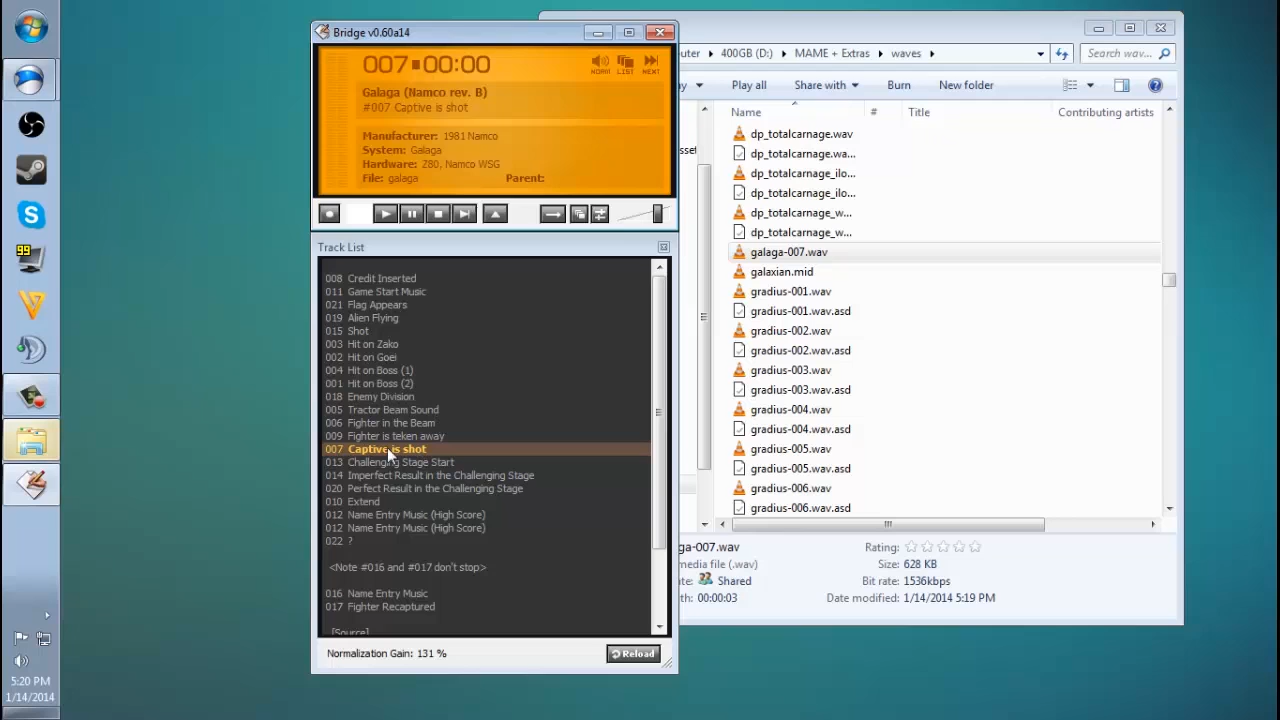 Bridge v0.60a14
007 00:00
NORM LIST NEXT
Galaga (Namco rev. B)
#007 Captive is shot
Manufacturer: 1981 Namco
System: Galaga
Hardware: Z80, Namco WSG
File: galaga Parent:
Track List
008 Credit Inserted
011 Game Start Music
021 Flag Appears
019 Alien Flying
015 Shot
003 Hit on Zako
002 Hit on Goei
004 Hit on Boss (1)
001 Hit on Boss (2)
018 Enemy Division
005 Tractor Beam Sound
006 Fighter in the Beam
009 Fighter is teken away
007 Captive is shot
013 Challenging Stage Start
014 Imperfect Result in the Challenging Stage
020 Perfect Result in the Challenging Stage
010 Extend
012 Name Entry Music (High Score)
012 Name Entry Music (High Score)
022 ?
<Note #016 and #017 don't stop>
016 Name Entry Music
017 Fighter Recaptured
[Source]
Normalization Gain: 131 %
Reload
uter 400GB (D:) MAME + Extras waves
Search wav...
y Play all Share with Burn New folder
Name # Title Contributing artists
sset
dp_totalcarnage.wav
dp_totalcarnage.wa...
dp_totalcarnage_ilo...
dp_totalcarnage_ilo...
dp_totalcarnage_w...
dp_totalcarnage_w...
galaga-007.wav
galaxian.mid
gradius-001.wav
gradius-001.wav.asd
gradius-002.wav
gradius-002.wav.asd
gradius-003.wav
gradius-003.wav.asd
gradius-004.wav
gradius-004.wav.asd
gradius-005.wav
gradius-005.wav.asd
gradius-006.wav
gradius-006.wav.asd
ga-007.wav Rating:
media file (.wav) Size: 628 KB
te: Shared Bit rate: 1536kbps
th: 00:00:03 Date modified: 1/14/2014 5:19 PM
99
5:20 PM
1/14/2014